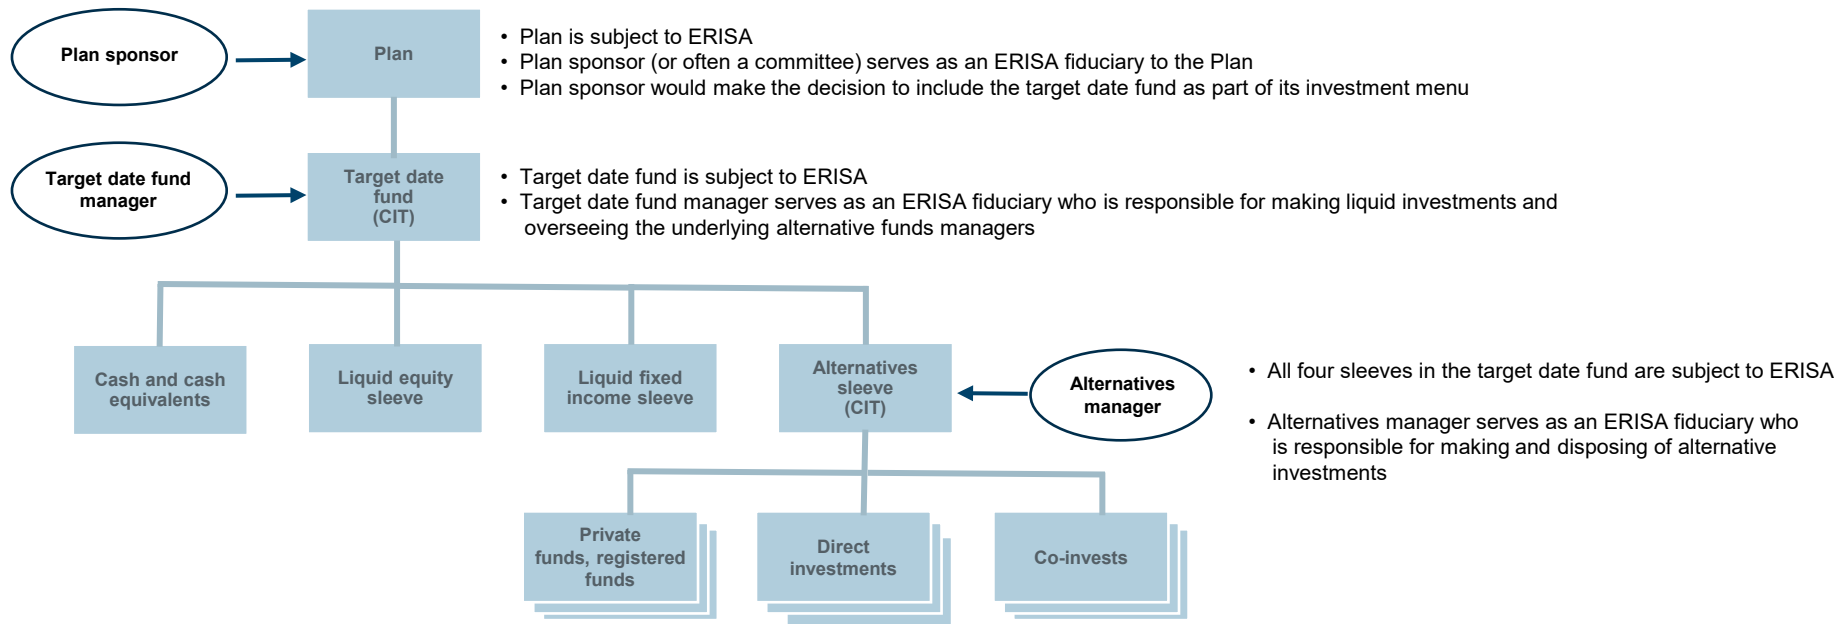 Plan sponsor
Plan
• Plan is subject to ERISA
• Plan sponsor (or often a committee) serves as an ERISA fiduciary to the Plan
• Plan sponsor would make the decision to include the target date fund as part of its investment menu
Target date fund
manager
Target date
fund
(CIT)
• Target date fund is subject to ERISA
• Target date fund manager serves as an ERISA fiduciary who is responsible for making liquid investments and
overseeing the underlying alternative funds managers
Cash and cash
equivalents
Liquid equity
sleeve
Liquid fixed
income sleeve
Alternatives
sleeve
(CIT)
Alternatives
manager
• All four sleeves in the target date fund are subject to ERISA
• Alternatives manager serves as an ERISA fiduciary who
is responsible for making and disposing of alternative
investments
Private
funds, registered
funds
Direct
investments
Co-invests